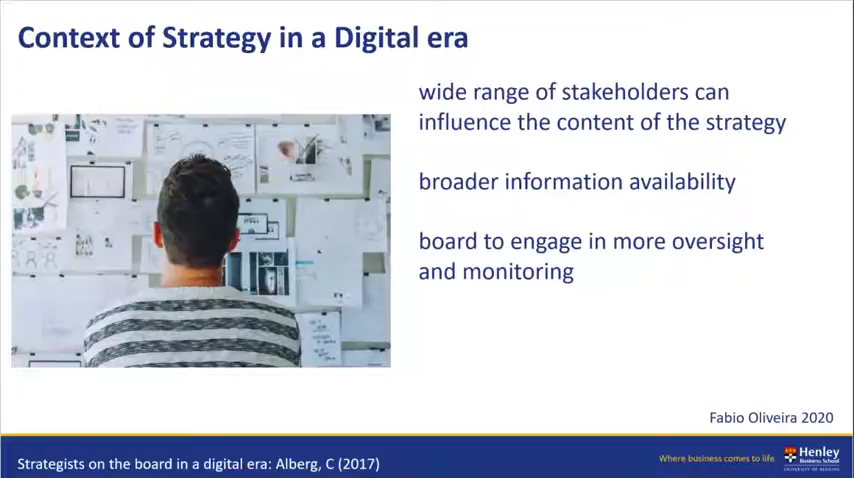 Context of Strategy in a Digital era
wide range of stakeholders can
influence the content of the strategy
broader information availability
board to engage in more oversight
and monitoring
Fabio Oliveira 2020
Strategists on the board in a digital era: Alberg, C (2017)
Where business comes to life
Henley
Business School
UNIVERSITY OF READING